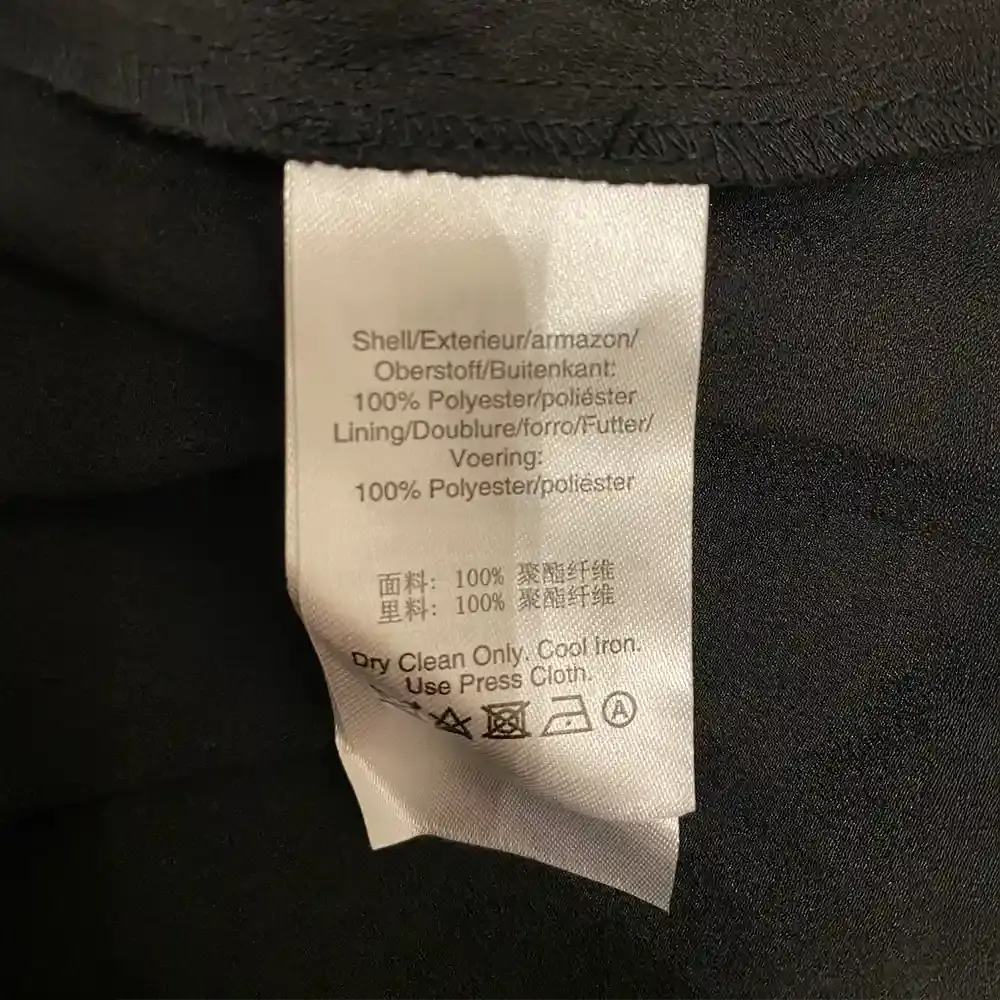 Shell/Exterieur/armazon/
Oberstoff/Buitenkant:
100% Polyester/poliéster
Lining/Doublure/forro/Futter/
Voering:
100% Polyester/poliéster
面料: 100% 聚酯纤维
里料: 100% 聚酯纤维
Dry Clean Only. Cool Iron.
Use Press Cloth.
A